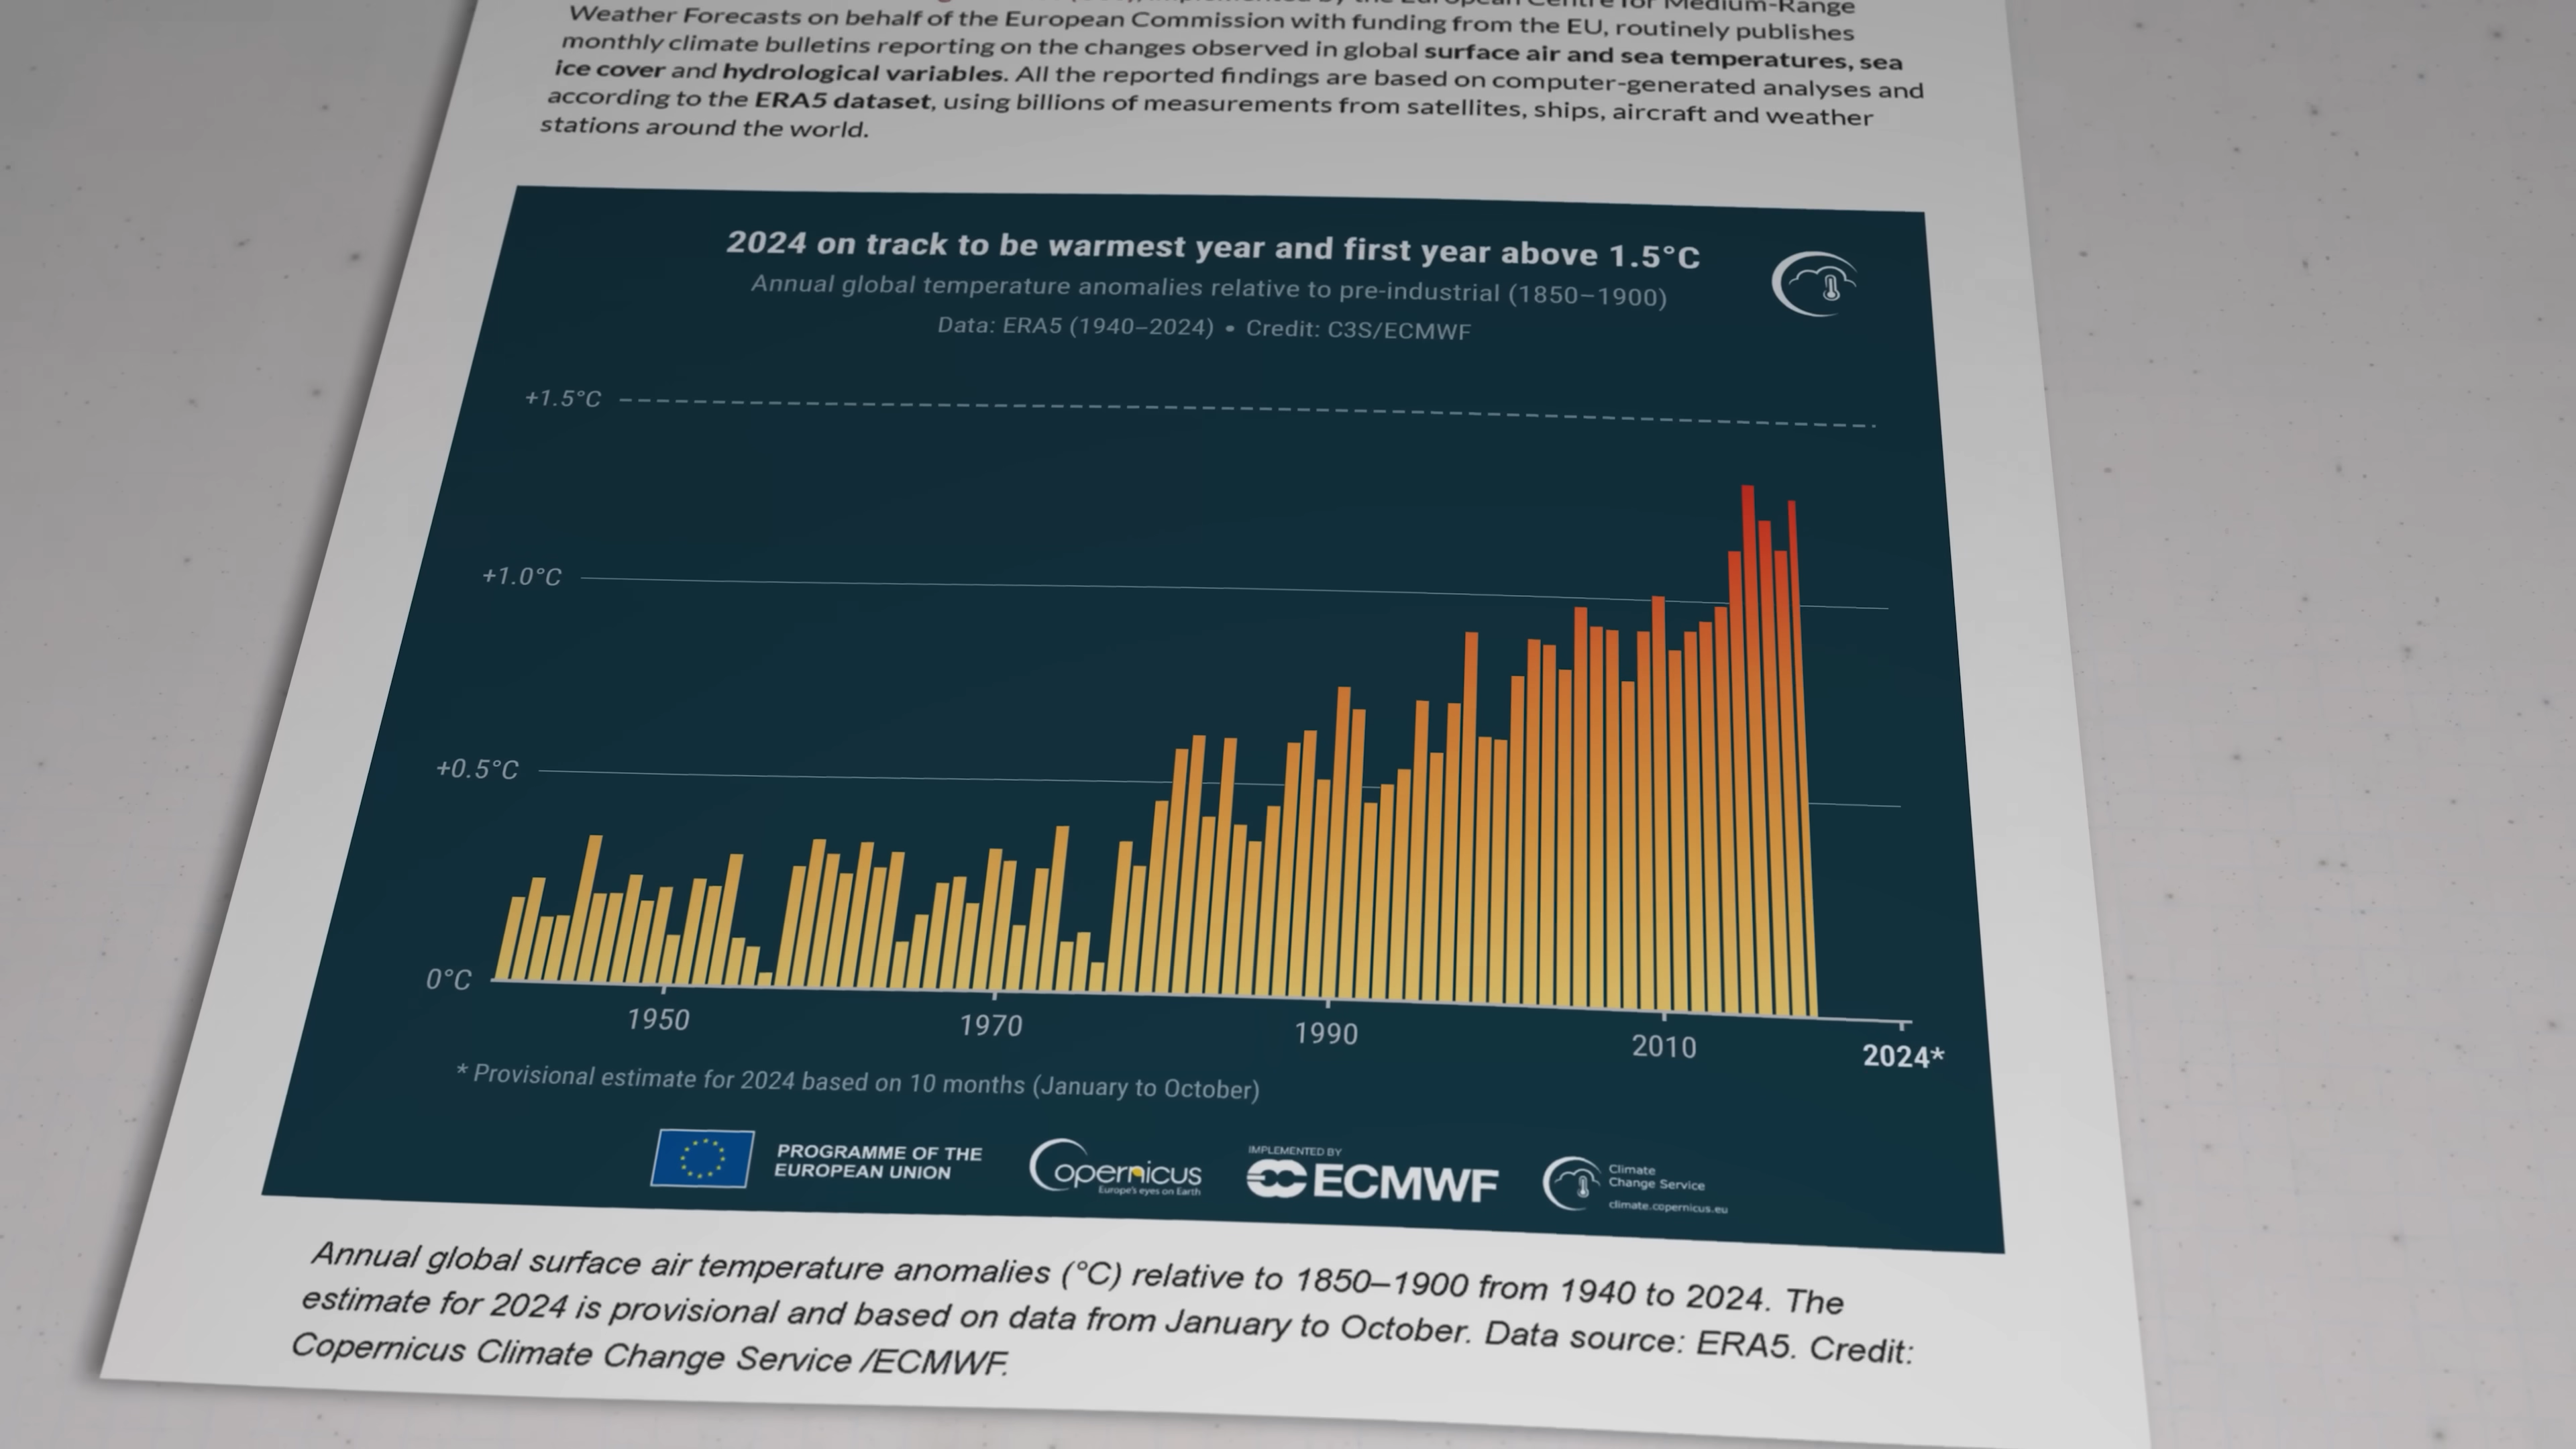 Medium-Range
Weather Forecasts on behalf of the European Commission with funding from the EU, routinely publishes
monthly climate bulletins reporting on the changes observed in global surface air and sea temperatures, sea
ice cover and hydrological variables. All the reported findings are based on computer-generated analyses and
according to the ERA5 dataset, using billions of measurements from satellites, ships, aircraft and weather
stations around the world.
2024 on track to be warmest year and first year above 1.5°C
Annual global temperature anomalies relative to pre-industrial (1850–1900)
Data: ERA5 (1940–2024) • Credit: C3S/ECMWF
+1.5°C
+1.0°C
+0.5°C
0°C
1950 1970 1990 2010 2024*
* Provisional estimate for 2024 based on 10 months (January to October)
PROGRAMME OF THE
EUROPEAN UNION
Copernicus
Europe's eyes on Earth
IMPLEMENTED BY
ECMWF
Climate
Change Service
climate.copernicus.eu
Annual global surface air temperature anomalies (°C) relative to 1850–1900 from 1940 to 2024. The
estimate for 2024 is provisional and based on data from January to October. Data source: ERA5. Credit:
Copernicus Climate Change Service /ECMWF.